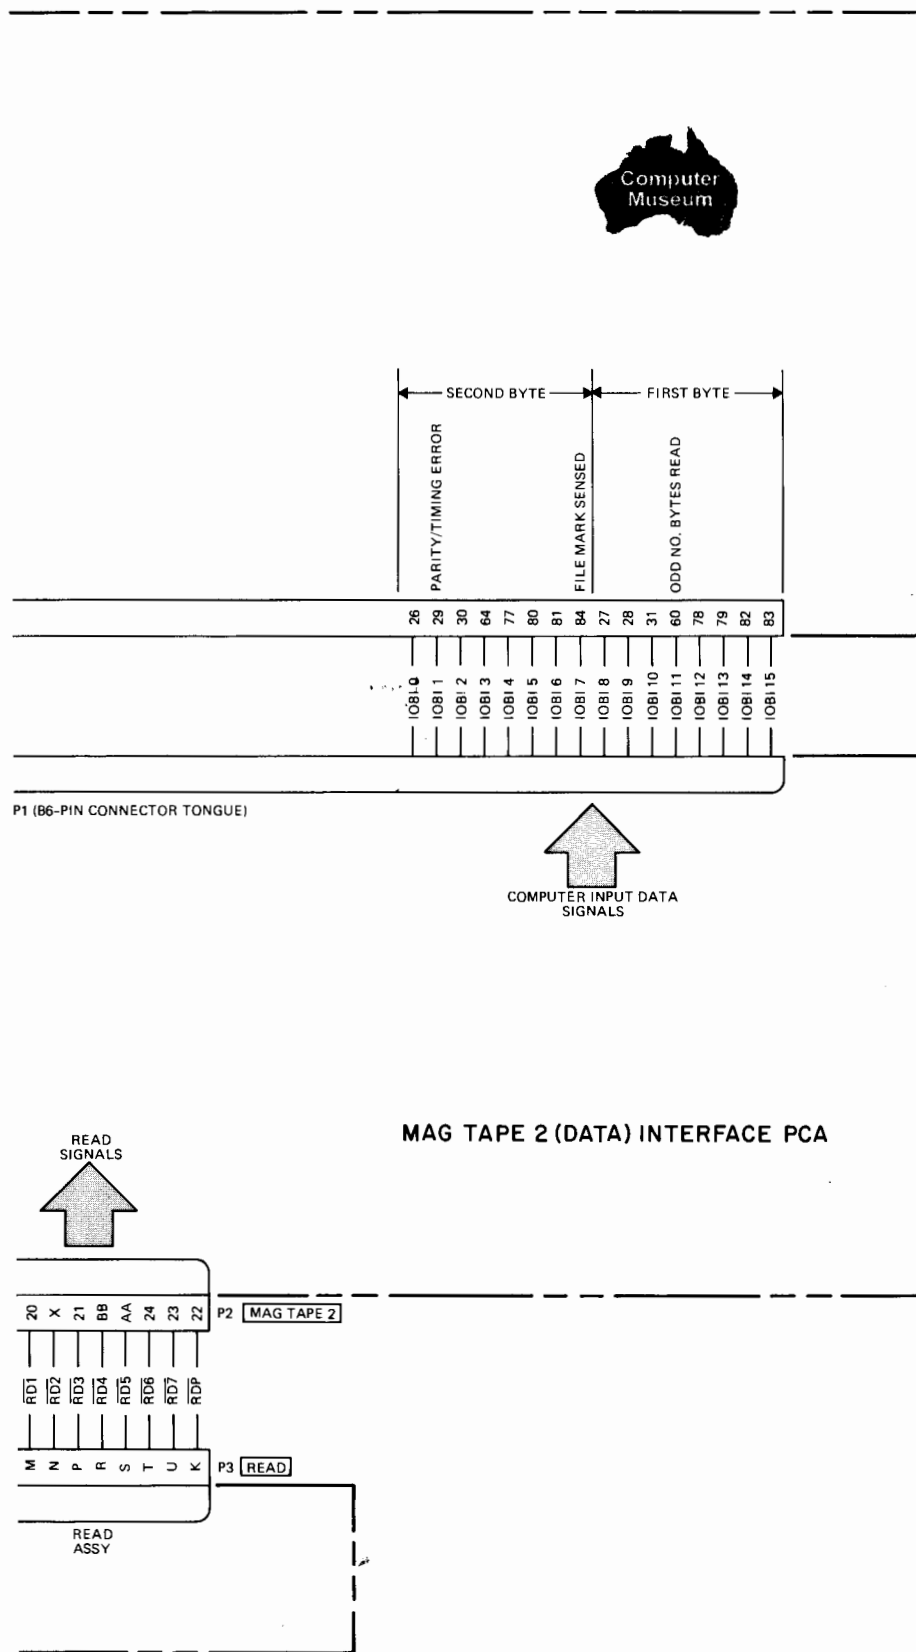 Computer
Museum
SECOND BYTE
FIRST BYTE
PARITY/TIMING ERROR
FILE MARK SENSED
ODD NO. BYTES READ
26 29 30 64 77 80 81 84 27 28 31 60 78 79 82 83
IOBI 0 IOBI 1 IOBI 2 IOBI 3 IOBI 4 IOBI 5 IOBI 6 IOBI 7 IOBI 8 IOBI 9 IOBI 10 IOBI 11 IOBI 12 IOBI 13 IOBI 14 IOBI 15
P1 (86-PIN CONNECTOR TONGUE)
COMPUTER INPUT DATA
SIGNALS
MAG TAPE 2 (DATA) INTERFACE PCA
READ
SIGNALS
20 X 21 BB AA 24 23 22 P2 MAG TAPE 2
RD1 RD2 RD3 RD4 RD5 RD6 RD7 RDP
M N P R S T U K P3 READ
READ
ASSY